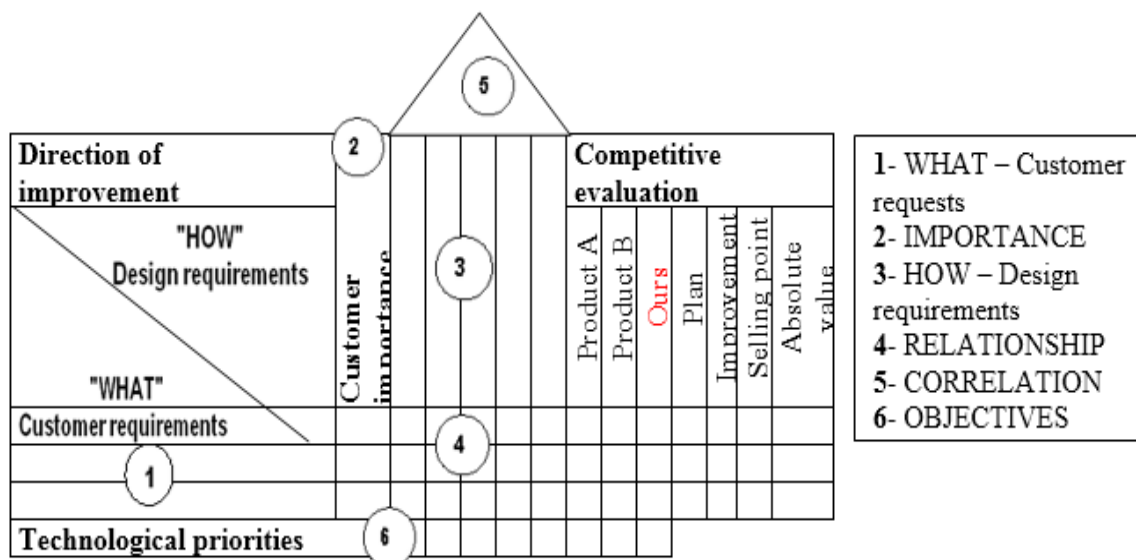 5
2
Direction of
improvement
"HOW"
Design requirements
"WHAT"
Customer requirements
Customer
importance
3
Competitive
evaluation
Product A
Product B
Ours
Plan
Improvement
Selling point
Absolute
value
4
1
Technological priorities
6
1- WHAT – Customer
requests
2- IMPORTANCE
3- HOW – Design
requirements
4- RELATIONSHIP
5- CORRELATION
6- OBJECTIVES